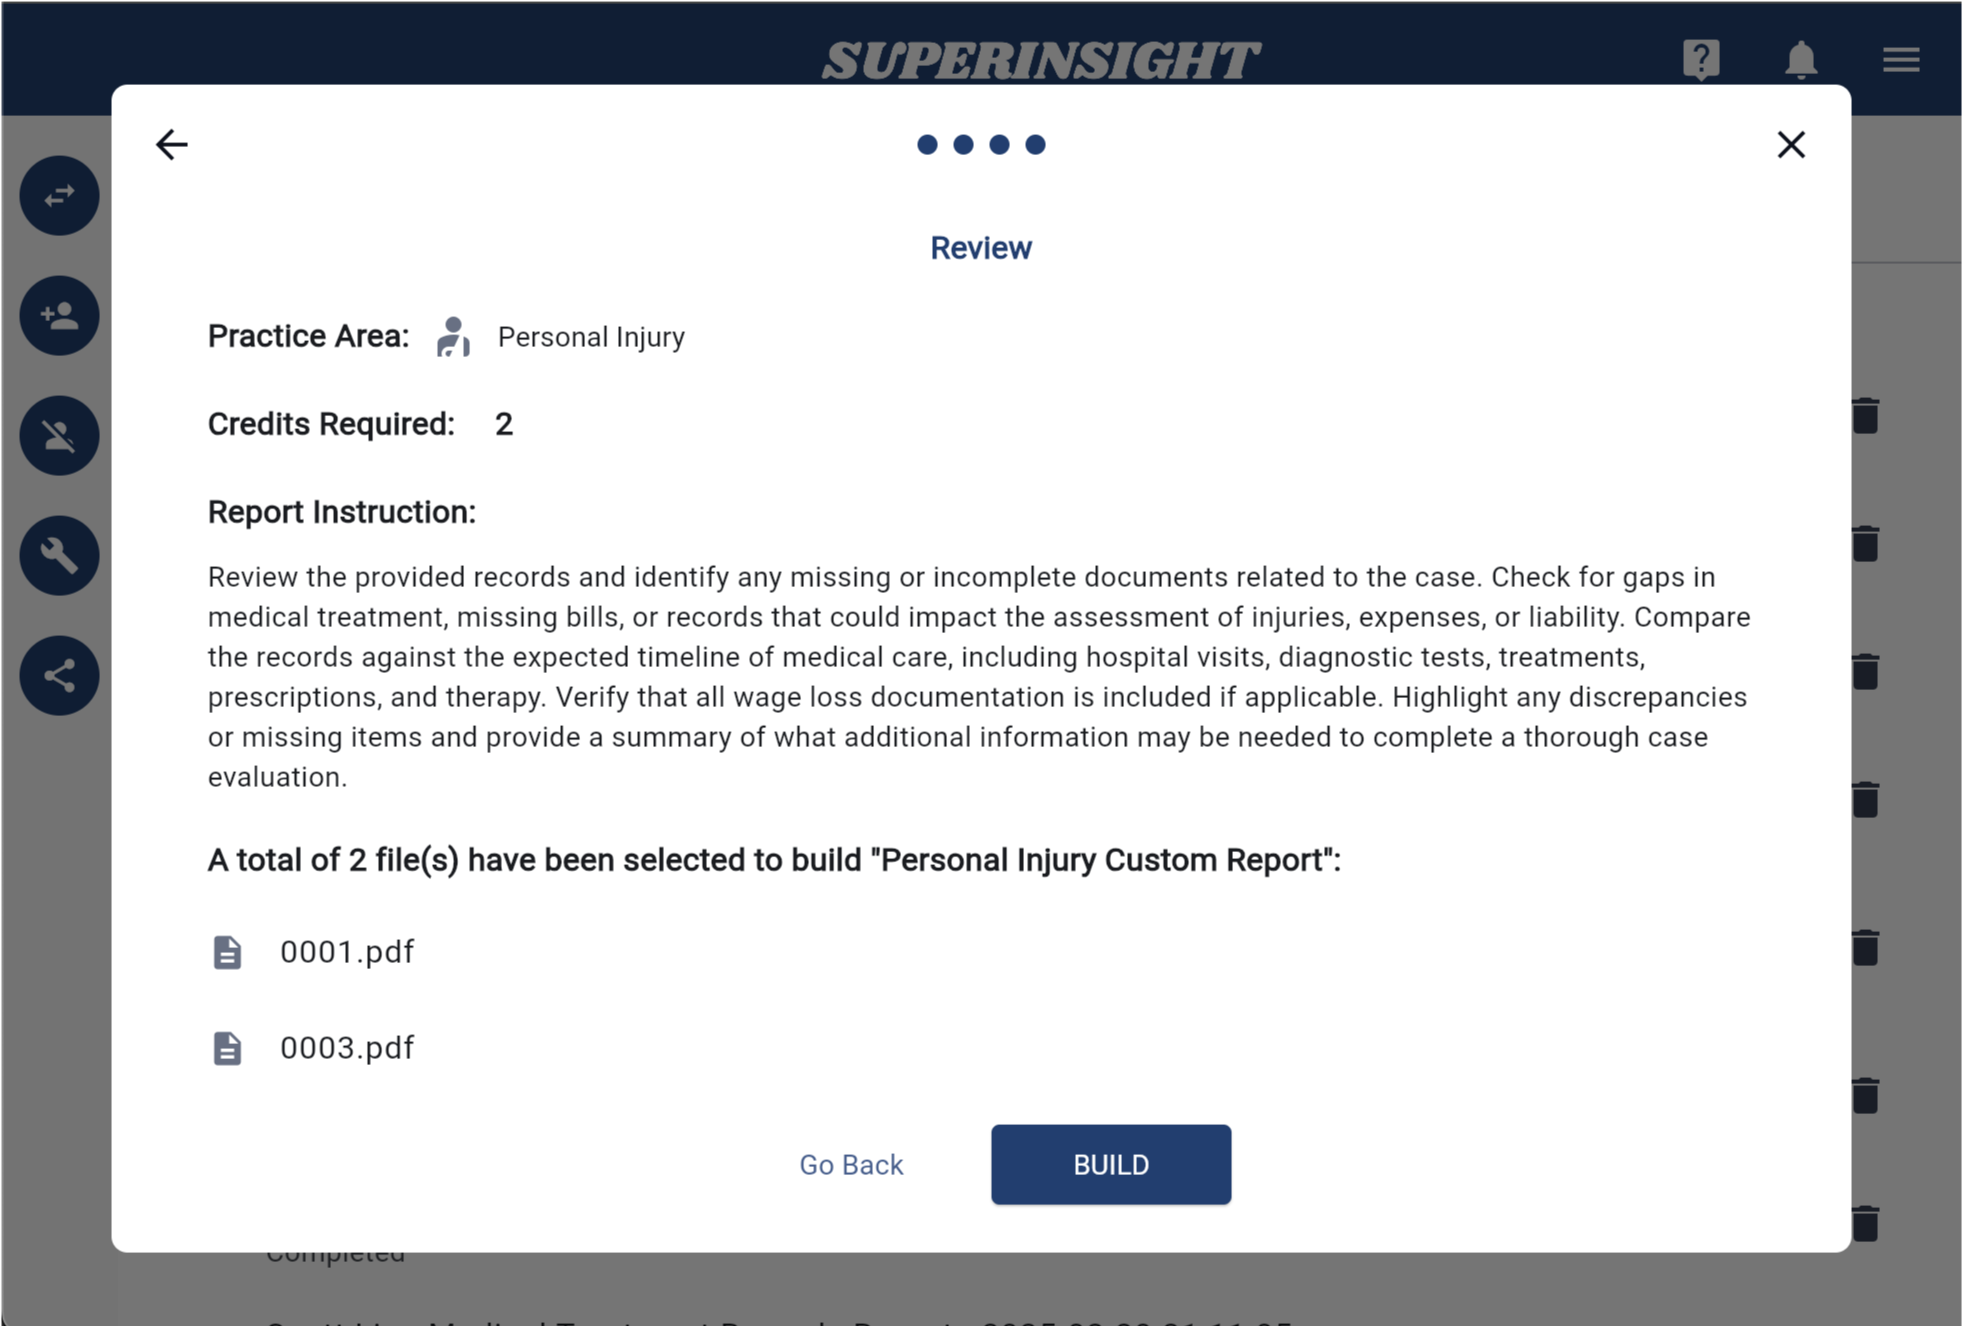 SUPERINSIGHT
Review
Practice Area: Personal Injury
Credits Required: 2
Report Instruction:
Review the provided records and identify any missing or incomplete documents related to the case. Check for gaps in
medical treatment, missing bills, or records that could impact the assessment of injuries, expenses, or liability. Compare
the records against the expected timeline of medical care, including hospital visits, diagnostic tests, treatments,
prescriptions, and therapy. Verify that all wage loss documentation is included if applicable. Highlight any discrepancies
or missing items and provide a summary of what additional information may be needed to complete a thorough case
evaluation.
A total of 2 file(s) have been selected to build "Personal Injury Custom Report":
0001.pdf
0003.pdf
Go Back BUILD
Completed